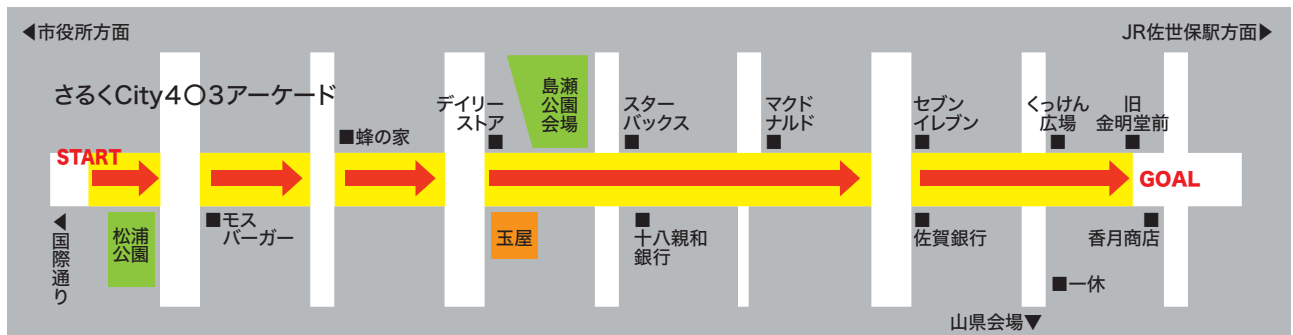 ◀市役所方面
JR佐世保駅方面▶
さるくCity4〇3アーケード
デイリー
ストア
島瀬
公園
会場
スター
バックス
マクド
ナルド
セブン
イレブン
くっけん
広場
旧
金明堂前
■蜂の家
START
GOAL
◀国際通り
松浦
公園
■モス
バーガー
玉屋
十八親和
銀行
佐賀銀行
香月商店
■一休
山県会場▼